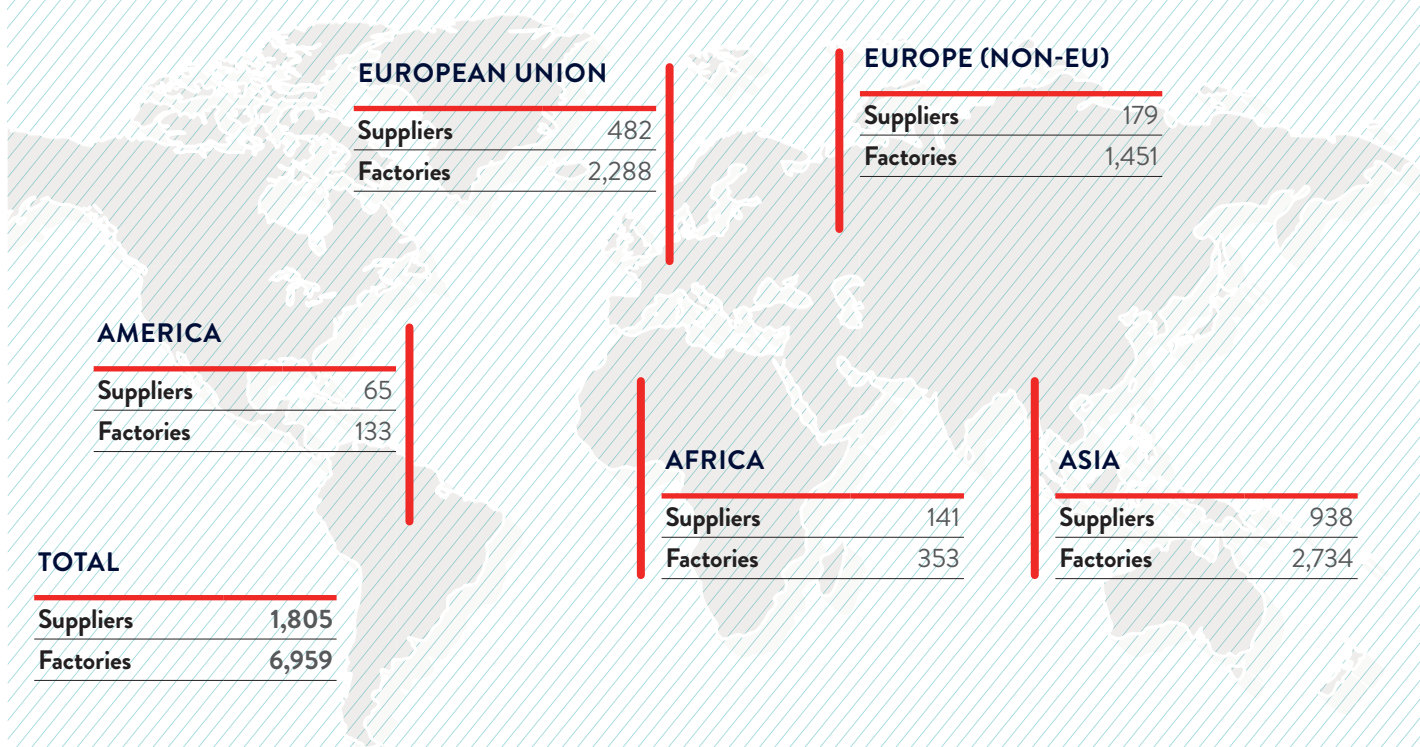 EUROPEAN UNION
Suppliers 482
Factories 2,288
EUROPE (NON-EU)
Suppliers 179
Factories 1,451
AMERICA
Suppliers 65
Factories 133
AFRICA
Suppliers 141
Factories 353
ASIA
Suppliers 938
Factories 2,734
TOTAL
Suppliers 1,805
Factories 6,959